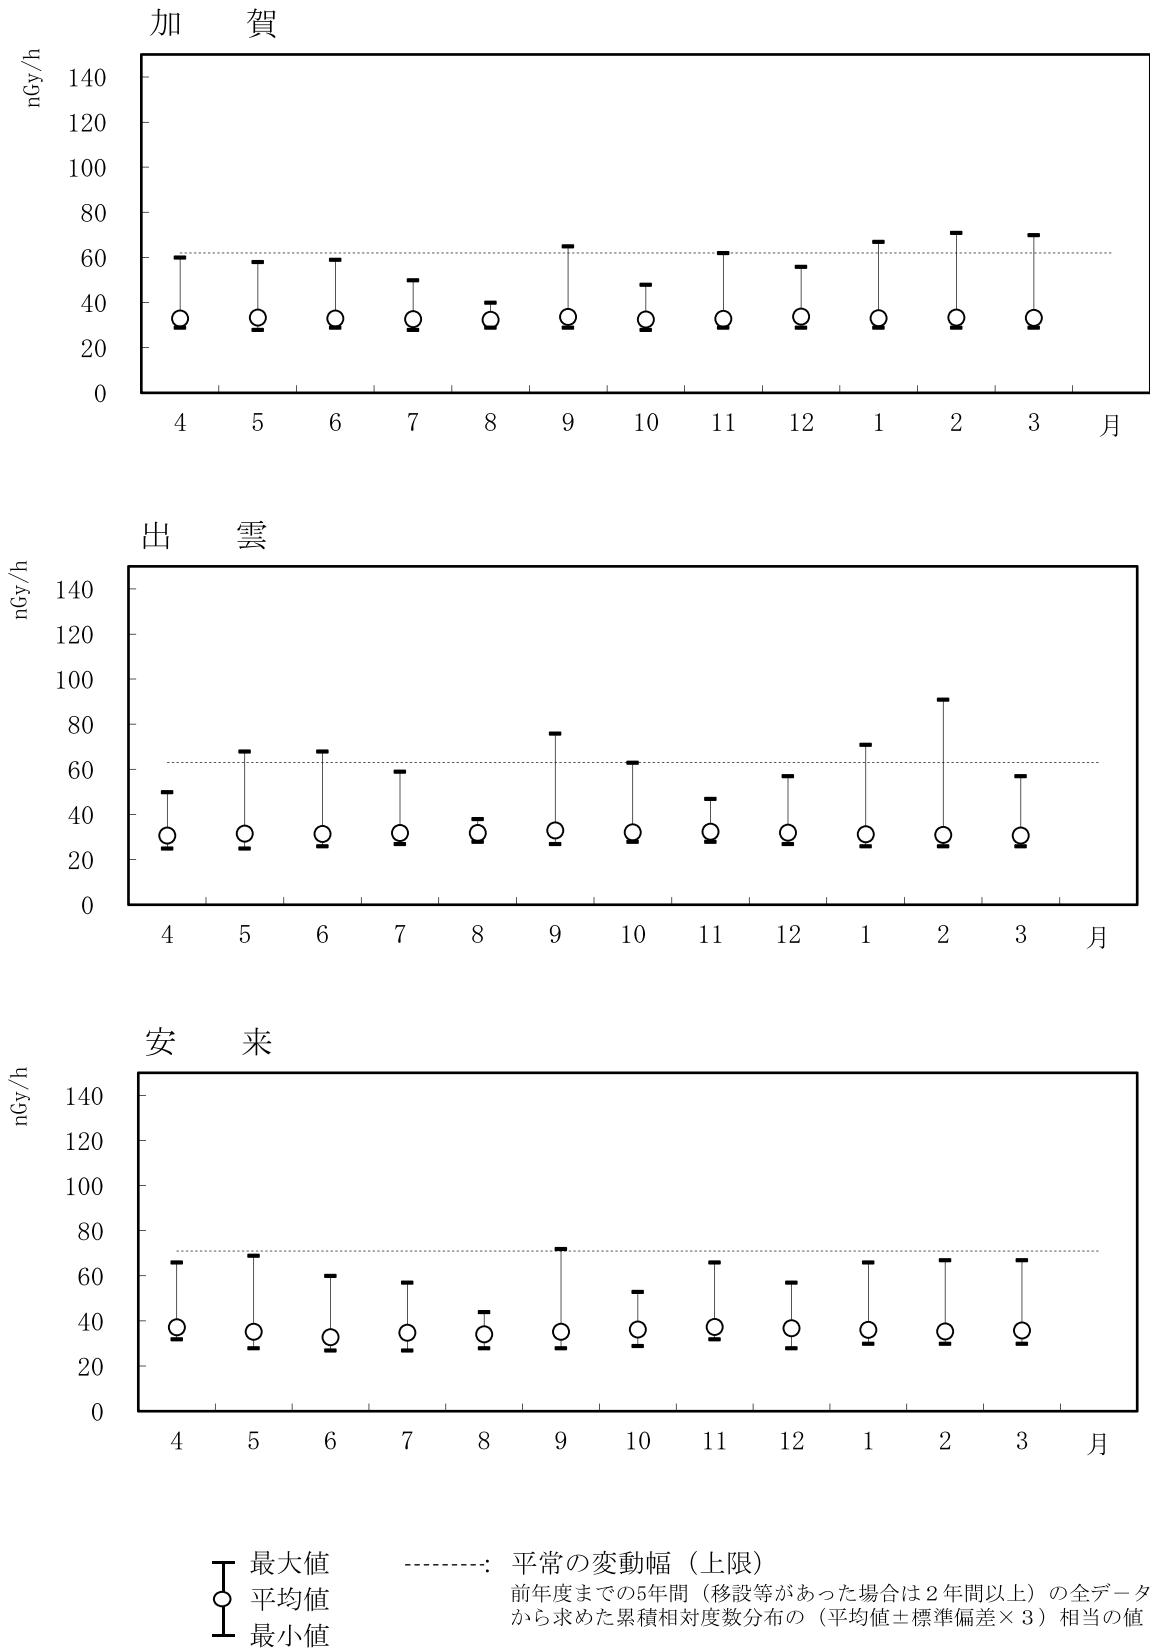 加　賀
nGy/h
140
120
100
80
60
40
20
0
4 5 6 7 8 9 10 11 12 1 2 3 月
出　雲
nGy/h
140
120
100
80
60
40
20
0
4 5 6 7 8 9 10 11 12 1 2 3 月
安　来
nGy/h
140
120
100
80
60
40
20
0
4 5 6 7 8 9 10 11 12 1 2 3 月
最大値
平均値
最小値
--------: 平常の変動幅（上限）
前年度までの5年間（移設等があった場合は２年間以上）の全データ
から求めた累積相対度数分布の（平均値±標準偏差×３）相当の値